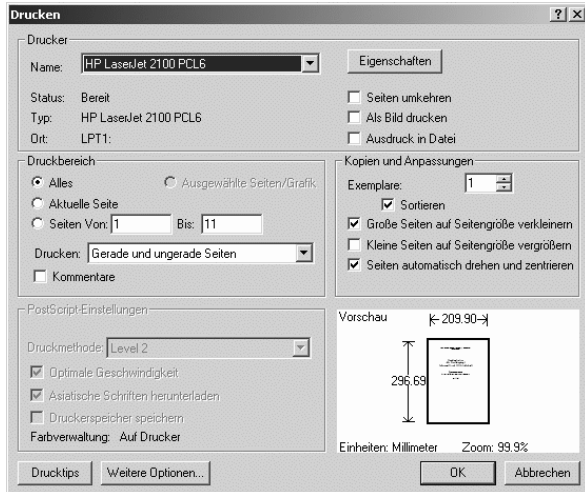 Drucken
Drucker
Name: HP LaserJet 2100 PCL6
Eigenschaften
Status: Bereit
Typ: HP LaserJet 2100 PCL6
Ort: LPT1:
Seiten umkehren
Als Bild drucken
Ausdruck in Datei
Druckbereich
Alles Ausgewählte Seiten/Grafik
Aktuelle Seite
Seiten Von: 1 Bis: 11
Drucken: Gerade und ungerade Seiten
Kommentare
Kopien und Anpassungen
Exemplare: 1
Sortieren
Große Seiten auf Seitengröße verkleinern
Kleine Seiten auf Seitengröße vergrößern
Seiten automatisch drehen und zentrieren
PostScript-Einstellungen
Druckmethode: Level 2
Optimale Geschwindigkeit
Asiatische Schriften herunterladen
Druckerspeicher speichern
Farbverwaltung: Auf Drucker
Vorschau
209.90
296.69
Einheiten: Millimeter Zoom: 99.9%
Drucktips Weitere Optionen... OK Abbrechen